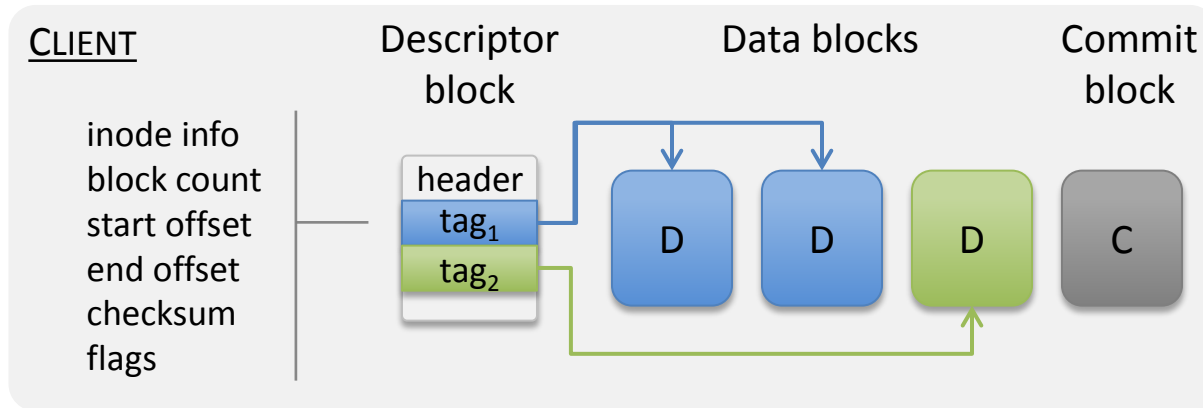 CLIENT
inode info
block count
start offset
end offset
checksum
flags
Descriptor
block
header
tag₁
tag₂
Data blocks
D
D
D
Commit
block
C